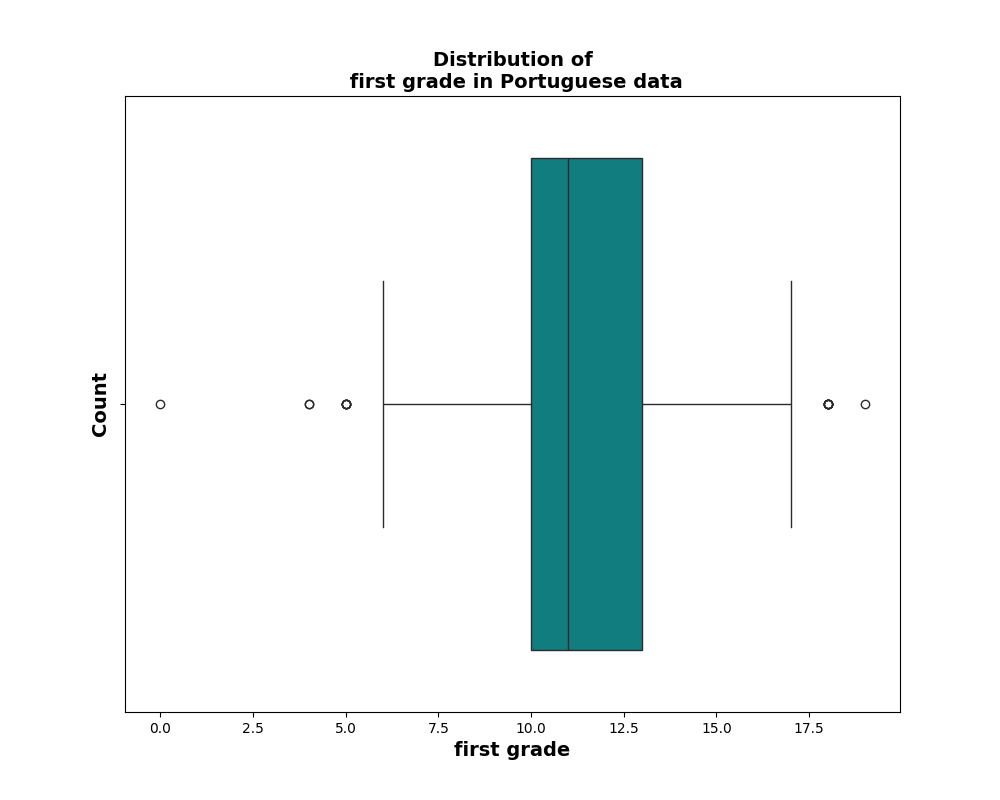 Distribution of
first grade in Portuguese data
Count
0.0 2.5 5.0 7.5 10.0 12.5 15.0 17.5
first grade